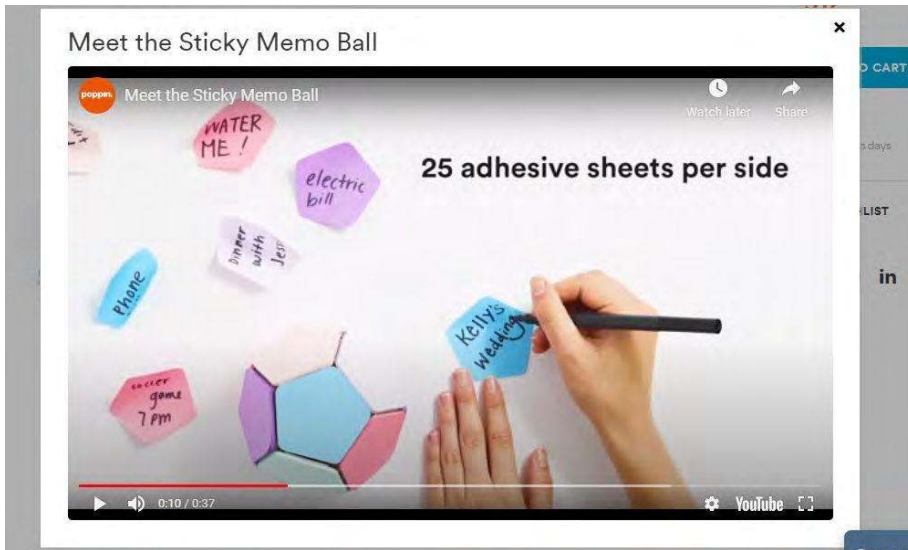 Meet the Sticky Memo Ball
poppin.
Meet the Sticky Memo Ball
Watch later
Share
25 adhesive sheets per side
WATER
ME !
electric
bill
Dinner
with
Jess
Phone
Kelly's
Wedding
soccer
game
7 pm
0:10 / 0:37
YouTube
CART
days
LIST
in